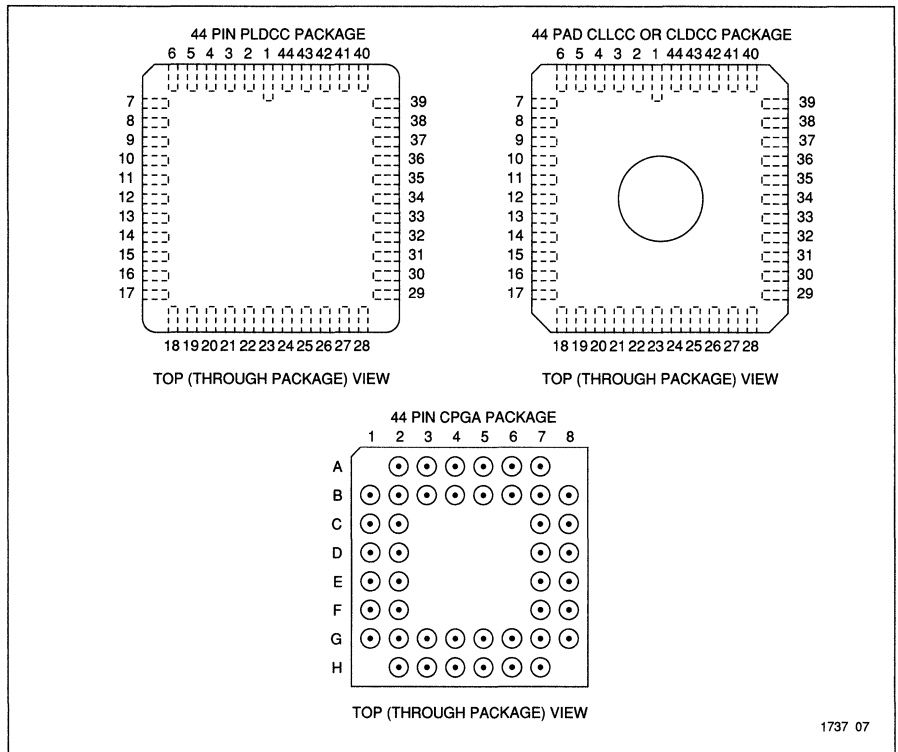 44 PIN PLDCC PACKAGE
6 5 4 3 2 1 44 43 42 41 40
7
8
9
10
11
12
13
14
15
16
17
39
38
37
36
35
34
33
32
31
30
29
18 19 20 21 22 23 24 25 26 27 28
TOP (THROUGH PACKAGE) VIEW
44 PAD CLLCC OR CLDCC PACKAGE
6 5 4 3 2 1 44 43 42 41 40
7
8
9
10
11
12
13
14
15
16
17
39
38
37
36
35
34
33
32
31
30
29
18 19 20 21 22 23 24 25 26 27 28
TOP (THROUGH PACKAGE) VIEW
44 PIN CPGA PACKAGE
1 2 3 4 5 6 7 8
A
B
C
D
E
F
G
H
TOP (THROUGH PACKAGE) VIEW
1737 07